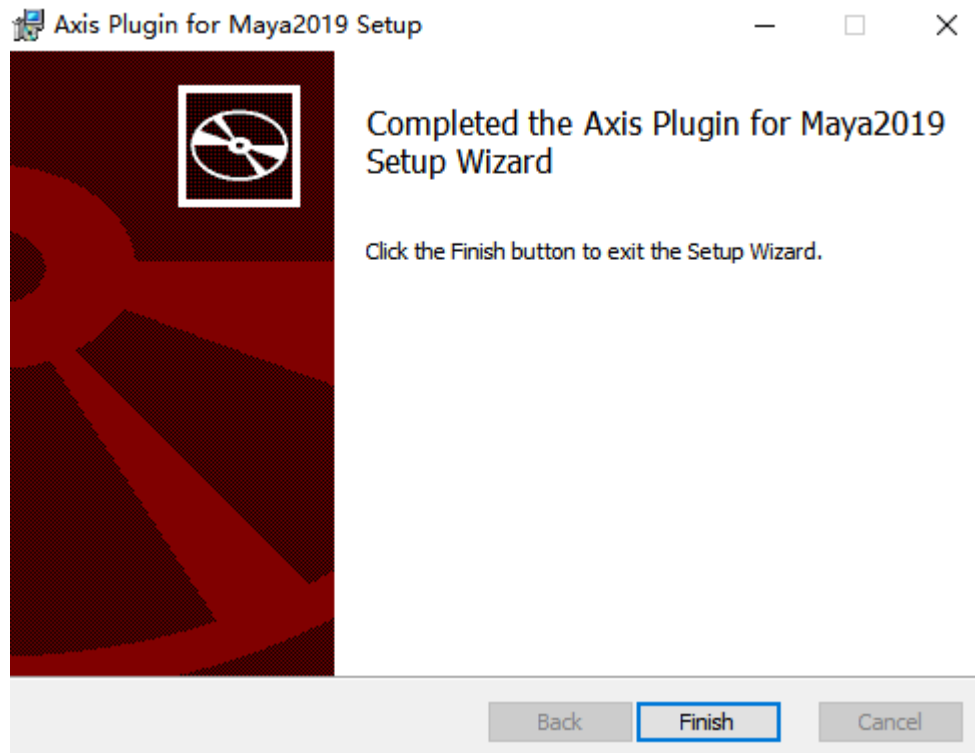 Axis Plugin for Maya2019 Setup
Completed the Axis Plugin for Maya2019
Setup Wizard
Click the Finish button to exit the Setup Wizard.
Back
Finish
Cancel